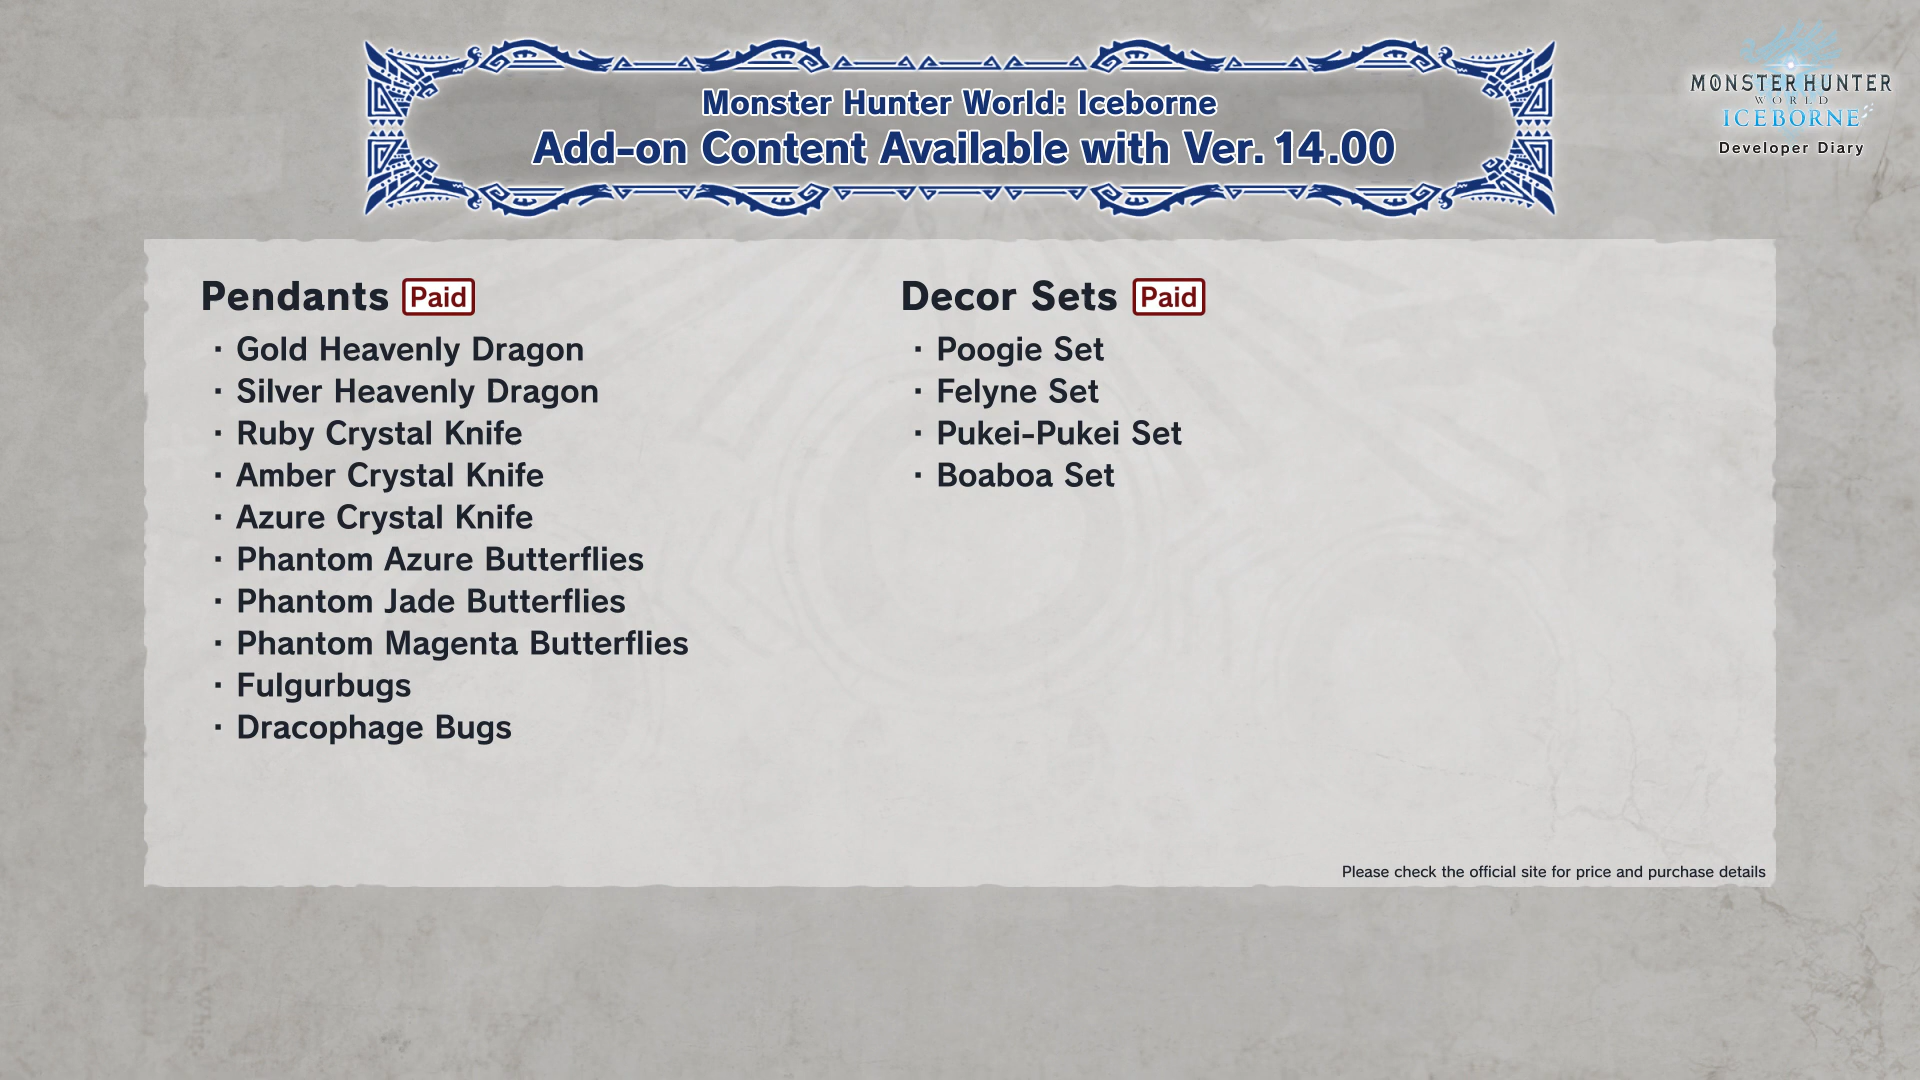 Monster Hunter World: Iceborne
Add-on Content Available with Ver. 14.00
MONSTER HUNTER
WORLD
ICEBORNE
Developer Diary
Pendants Paid
· Gold Heavenly Dragon
· Silver Heavenly Dragon
· Ruby Crystal Knife
· Amber Crystal Knife
· Azure Crystal Knife
· Phantom Azure Butterflies
· Phantom Jade Butterflies
· Phantom Magenta Butterflies
· Fulgurbugs
· Dracophage Bugs
Decor Sets Paid
· Poogie Set
· Felyne Set
· Pukei-Pukei Set
· Boaboa Set
Please check the official site for price and purchase details